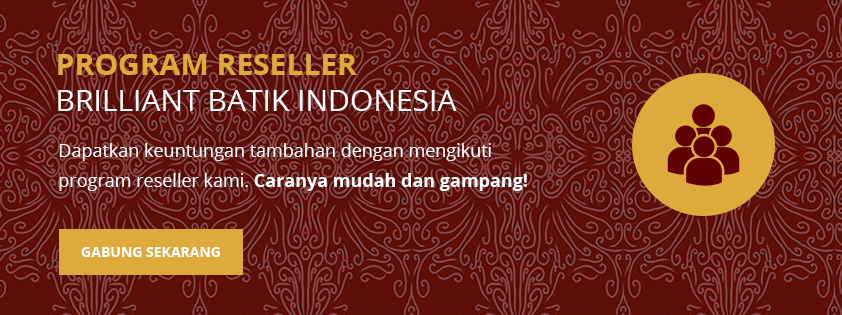 PROGRAM RESELLER
BRILLIANT BATIK INDONESIA
Dapatkan keuntungan tambahan dengan mengikuti
program reseller kami. Caranya mudah dan gampang!
GABUNG SEKARANG